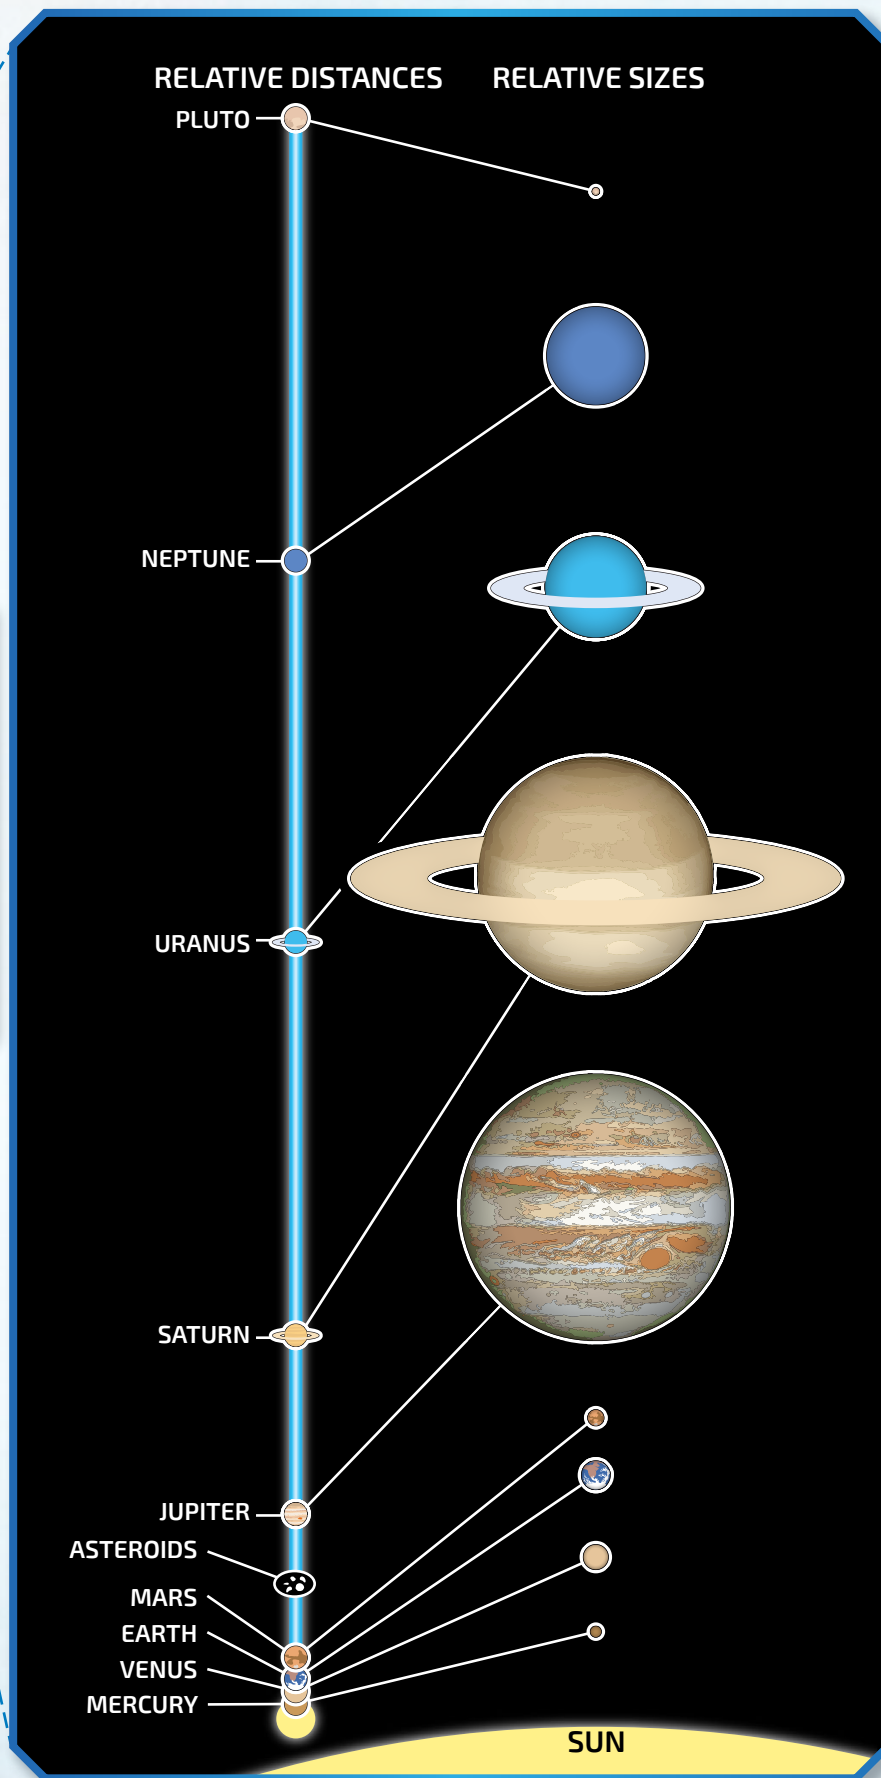 RELATIVE DISTANCES
RELATIVE SIZES
PLUTO
NEPTUNE
URANUS
SATURN
JUPITER
ASTEROIDS
MARS
EARTH
VENUS
MERCURY
SUN